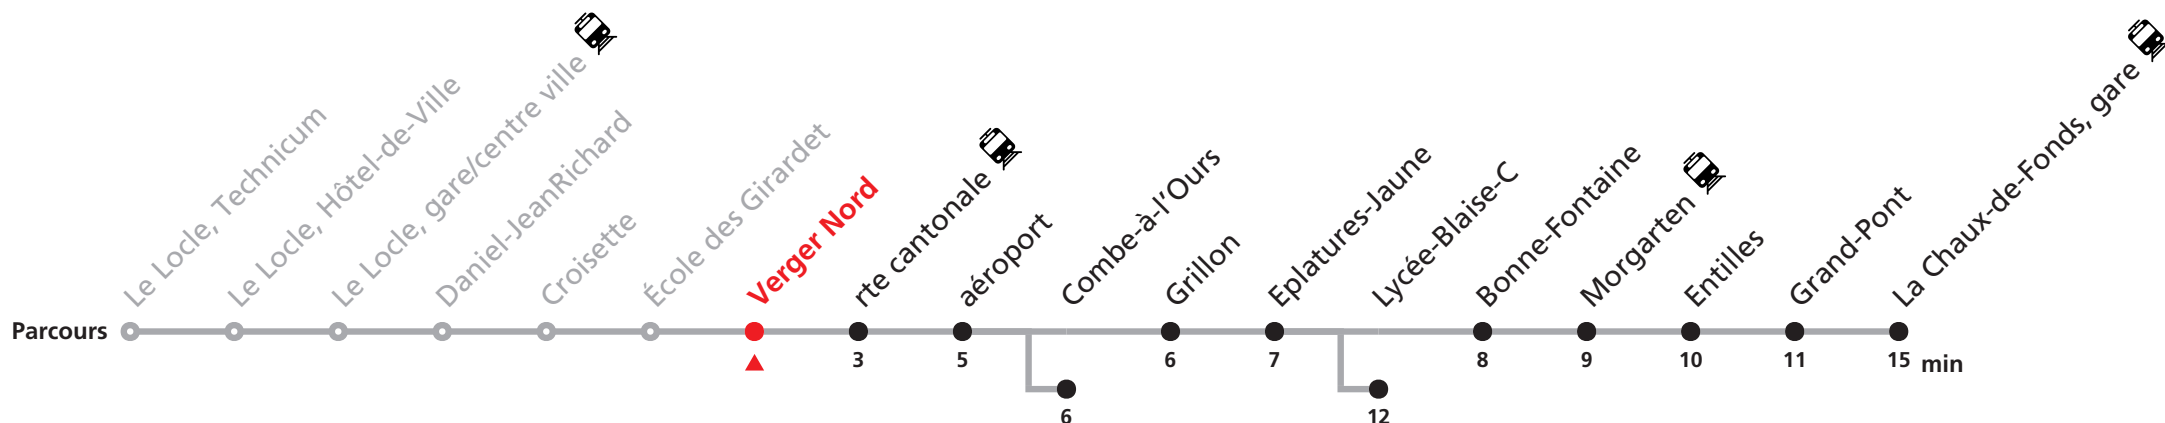 Le Locle, Technicum
Le Locle, Hôtel-de-Ville
Le Locle, gare/centre ville
Daniel-JeanRichard
Croisette
École des Girardet
Verger Nord
rte cantonale
aéroport
Combe-à-l'Ours
Grillon
Eplatures-Jaune
Lycée-Blaise-C
Bonne-Fontaine
Morgarten
Entilles
Grand-Pont
La Chaux-de-Fonds, gare
Parcours
3 5 6 7 8 9 10 11 15 min
6 12